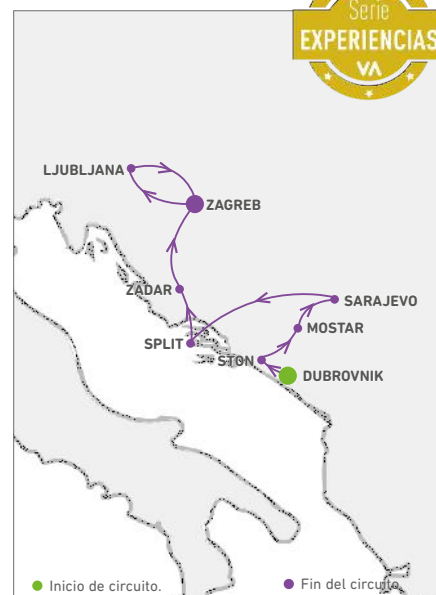 Serie
EXPERIENCIAS
VA
LJUBLJANA
ZAGREB
ZADAR
SARAJEVO
MOSTAR
SPLIT
STON
DUBROVNIK
Inicio de circuito.
Fin del circuito.